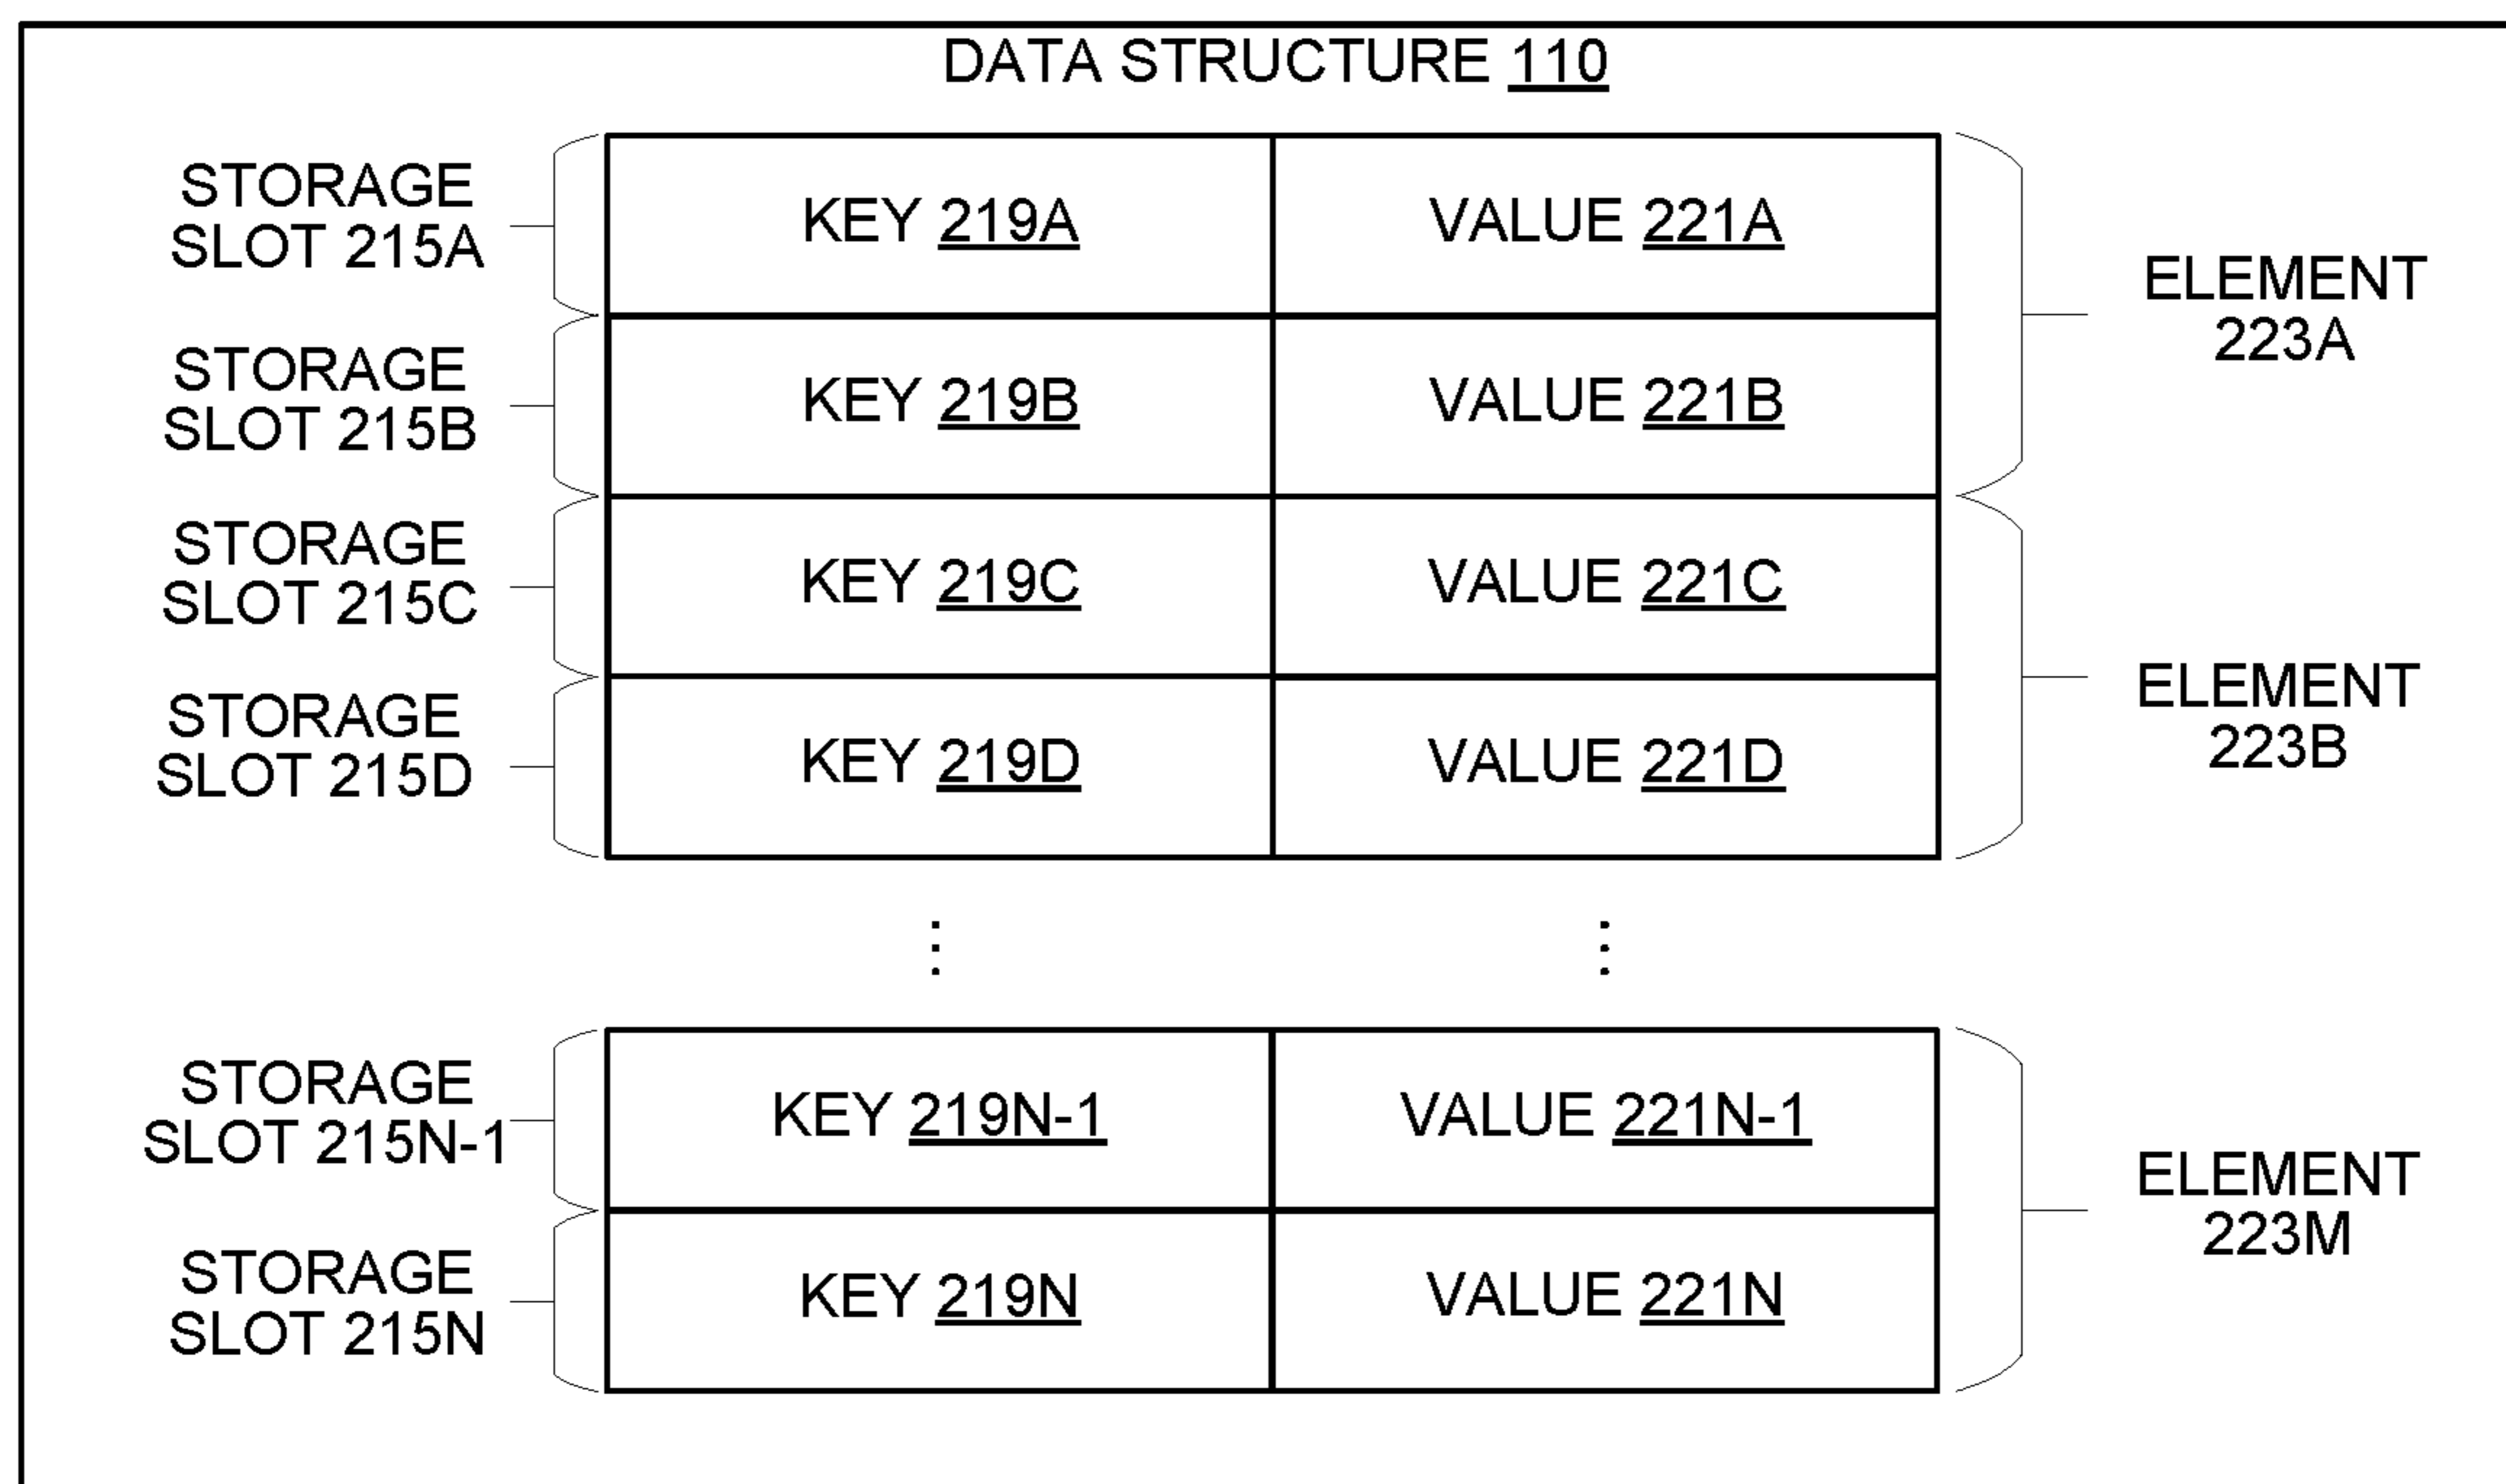 DATA STRUCTURE 110
STORAGE
SLOT 215A
KEY 219A
VALUE 221A
ELEMENT
223A
STORAGE
SLOT 215B
KEY 219B
VALUE 221B
STORAGE
SLOT 215C
KEY 219C
VALUE 221C
ELEMENT
223B
STORAGE
SLOT 215D
KEY 219D
VALUE 221D
STORAGE
SLOT 215N-1
KEY 219N-1
VALUE 221N-1
ELEMENT
223M
STORAGE
SLOT 215N
KEY 219N
VALUE 221N